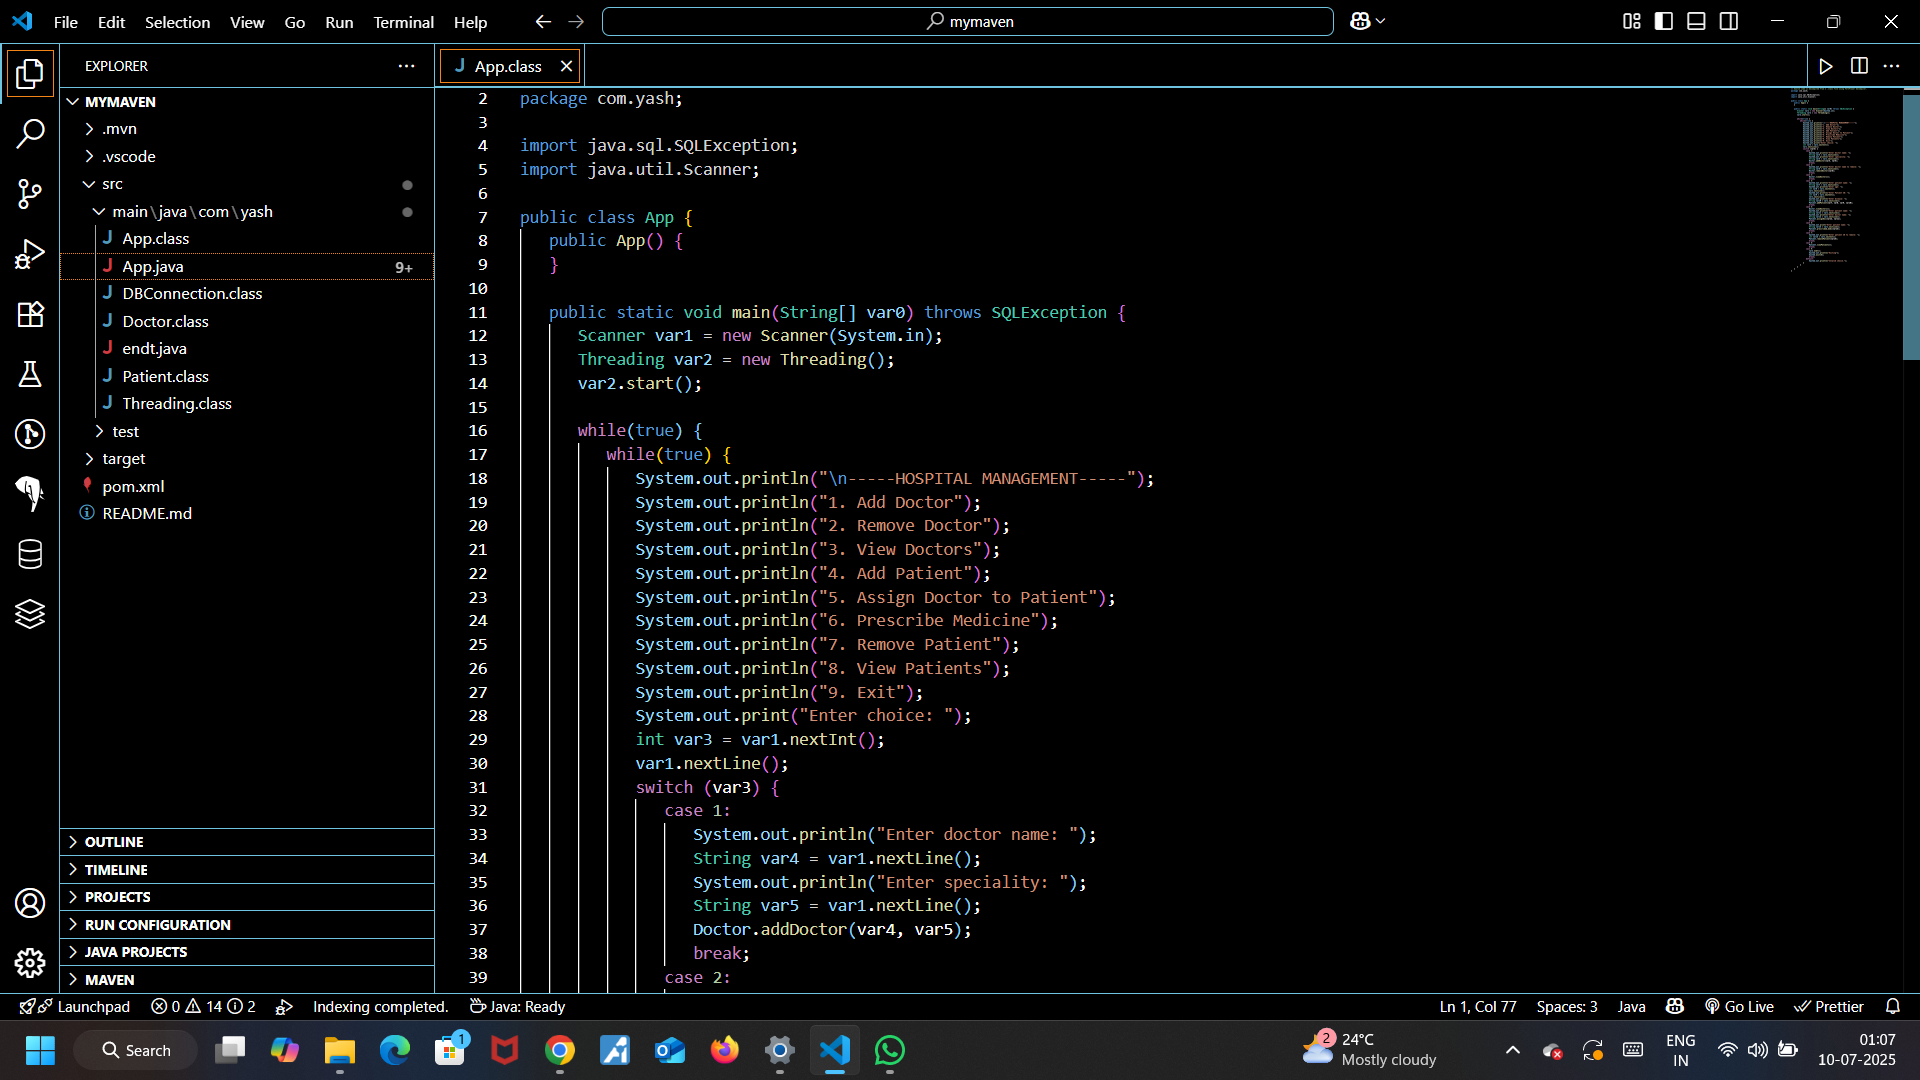 File Edit Selection View Go Run Terminal Help
mymaven
EXPLORER
App.class
MYMAVEN
.mvn
.vscode
src
main\java\com\yash
App.class
App.java 9+
DBConnection.class
Doctor.class
endt.java
Patient.class
Threading.class
test
target
pom.xml
README.md
OUTLINE
TIMELINE
PROJECTS
RUN CONFIGURATION
JAVA PROJECTS
MAVEN
2 package com.yash;
3
4 import java.sql.SQLException;
5 import java.util.Scanner;
6
7 public class App {
8 public App() {
9 }
10
11 public static void main(String[] var0) throws SQLException {
12 Scanner var1 = new Scanner(System.in);
13 Threading var2 = new Threading();
14 var2.start();
15
16 while(true) {
17 while(true) {
18 System.out.println("\n-----HOSPITAL MANAGEMENT-----");
19 System.out.println("1. Add Doctor");
20 System.out.println("2. Remove Doctor");
21 System.out.println("3. View Doctors");
22 System.out.println("4. Add Patient");
23 System.out.println("5. Assign Doctor to Patient");
24 System.out.println("6. Prescribe Medicine");
25 System.out.println("7. Remove Patient");
26 System.out.println("8. View Patients");
27 System.out.println("9. Exit");
28 System.out.print("Enter choice: ");
29 int var3 = var1.nextInt();
30 var1.nextLine();
31 switch (var3) {
32 case 1:
33 System.out.println("Enter doctor name: ");
34 String var4 = var1.nextLine();
35 System.out.println("Enter speciality: ");
36 String var5 = var1.nextLine();
37 Doctor.addDoctor(var4, var5);
38 break;
39 case 2:
Launchpad 0 14 2 Indexing completed. Java: Ready Ln 1, Col 77 Spaces: 3 Java Go Live Prettier
Search 1 2 24°C ENG 01:07
Mostly cloudy IN 10-07-2025